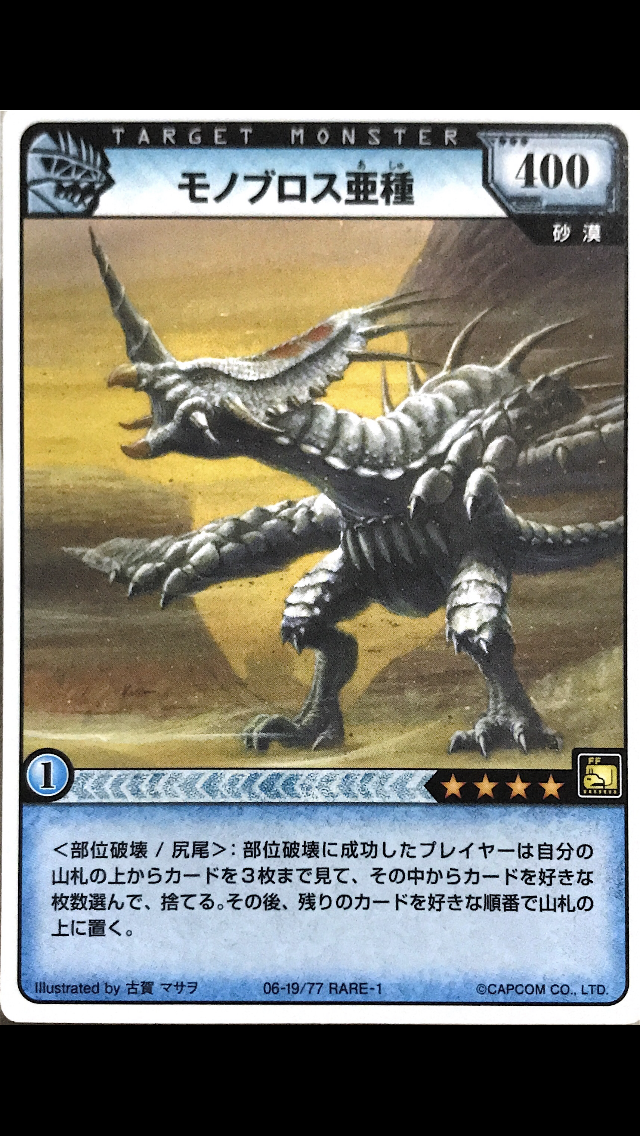 TARGET MONSTER
モノブロス亜種
あ しゅ
400
砂漠
1
FF
<部位破壊 / 尻尾>: 部位破壊に成功したプレイヤーは自分の
山札の上からカードを3枚まで見て、その中からカードを好きな
枚数選んで、捨てる。その後、残りのカードを好きな順番で山札の
上に置く。
Illustrated by 古賀 マサヲ 06-19/77 RARE-1 ©CAPCOM CO., LTD.